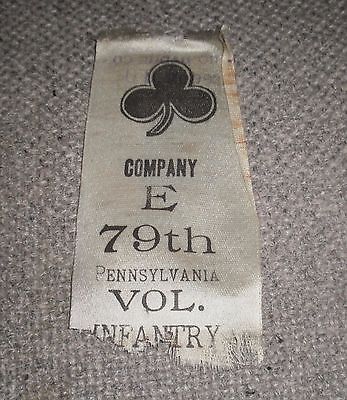 COMPANY
E
79th
PENNSYLVANIA
VOL.
INFANTRY